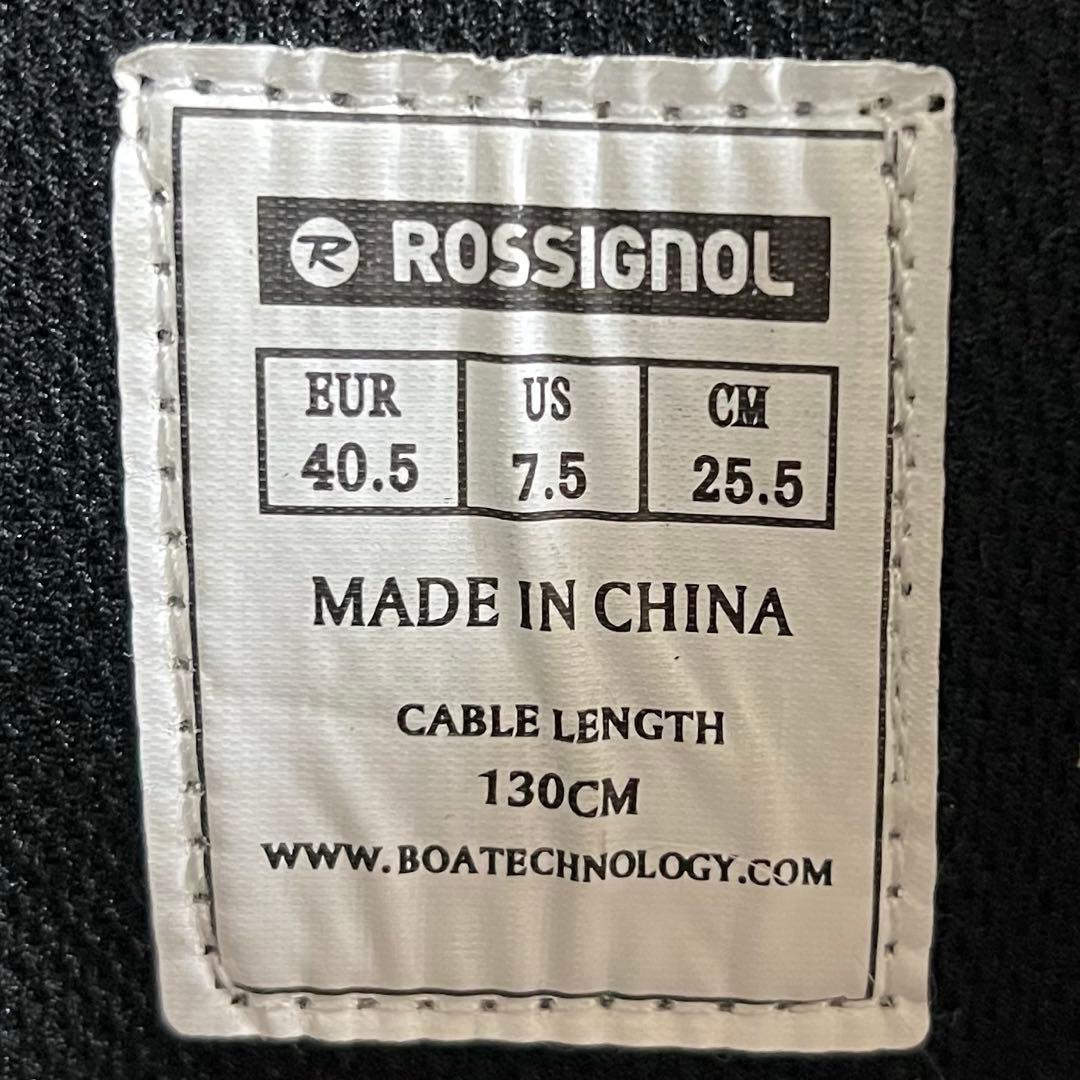 R ROSSIGNOL
EUR US CM
40.5 7.5 25.5
MADE IN CHINA
CABLE LENGTH
130CM
WWW.BOATECHNOLOGY.COM